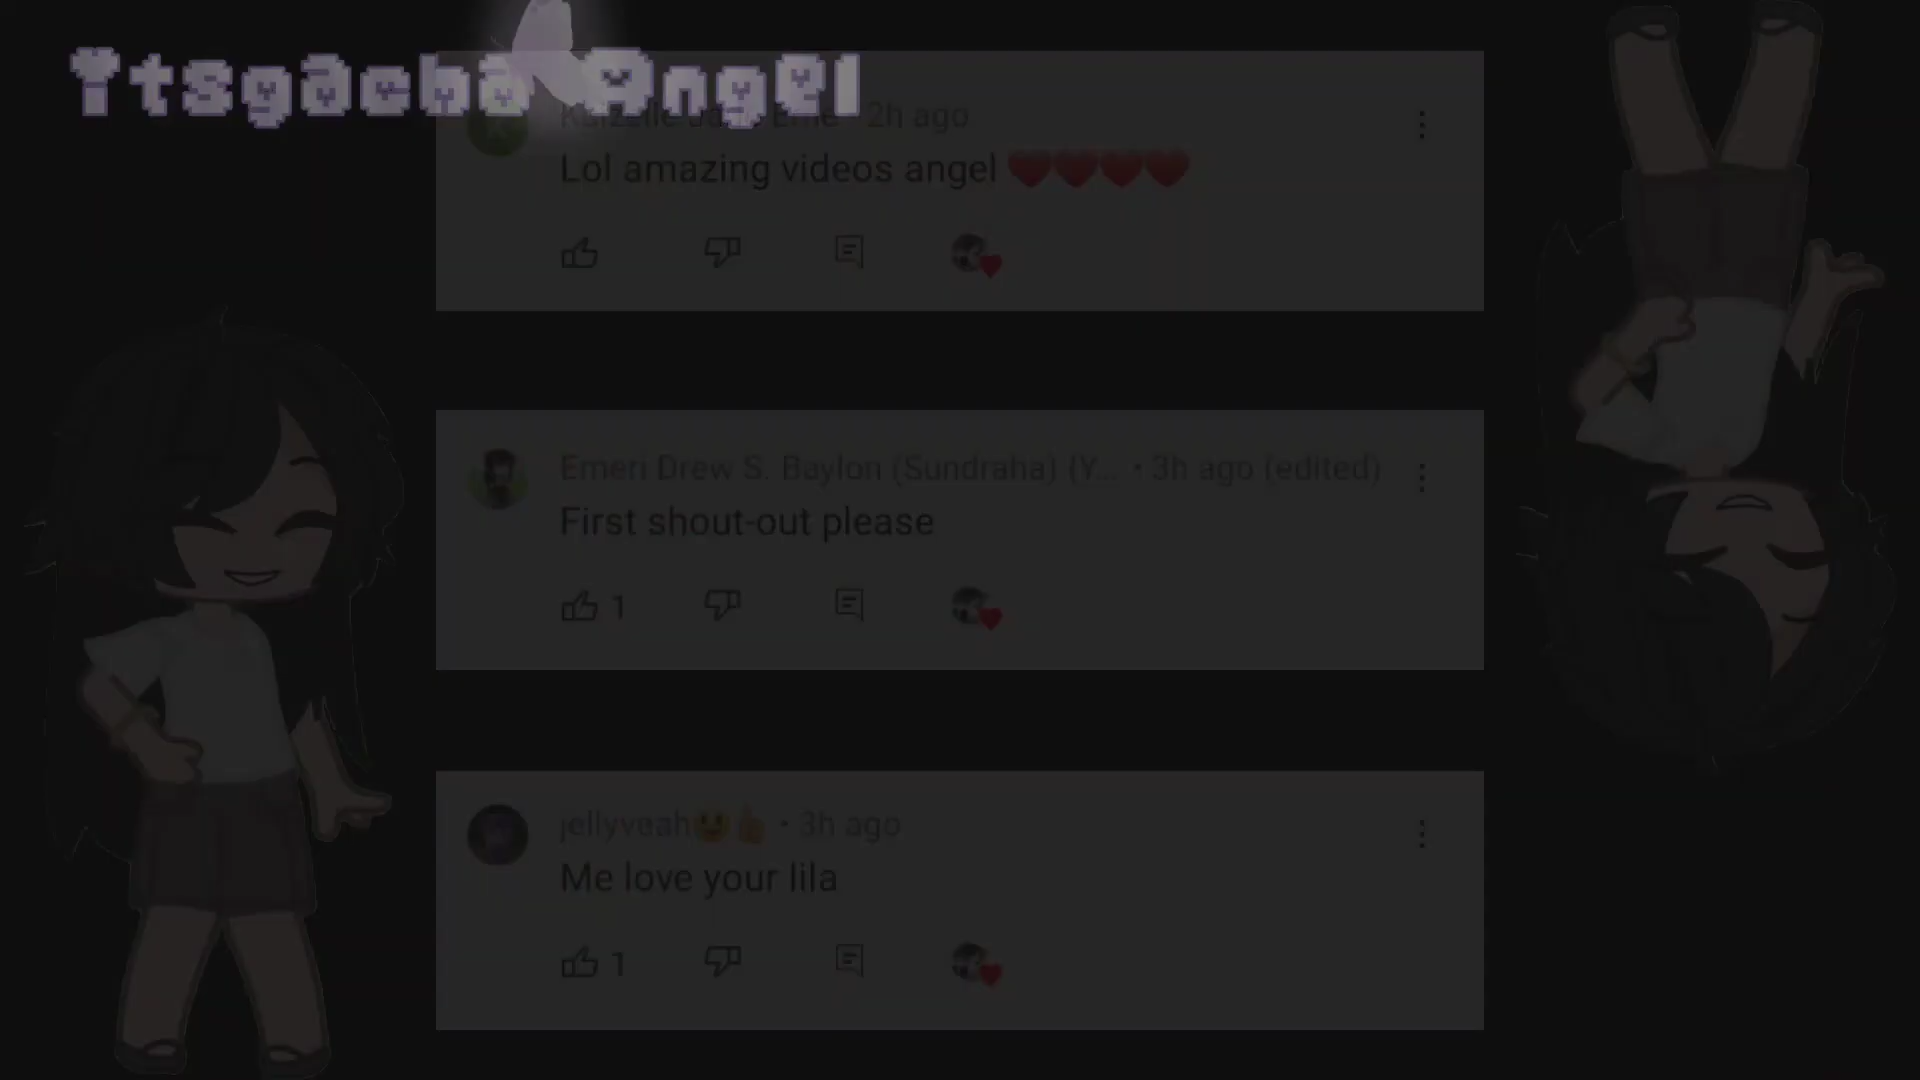 Itsgacha Angel
2h ago
Lol amazing videos angel ❤❤❤❤
Emeri Drew S. Baylon (Sundraha) (Y... • 3h ago (edited)
First shout-out please
1
jellyyeah😃👍 • 3h ago
Me love your lila
1